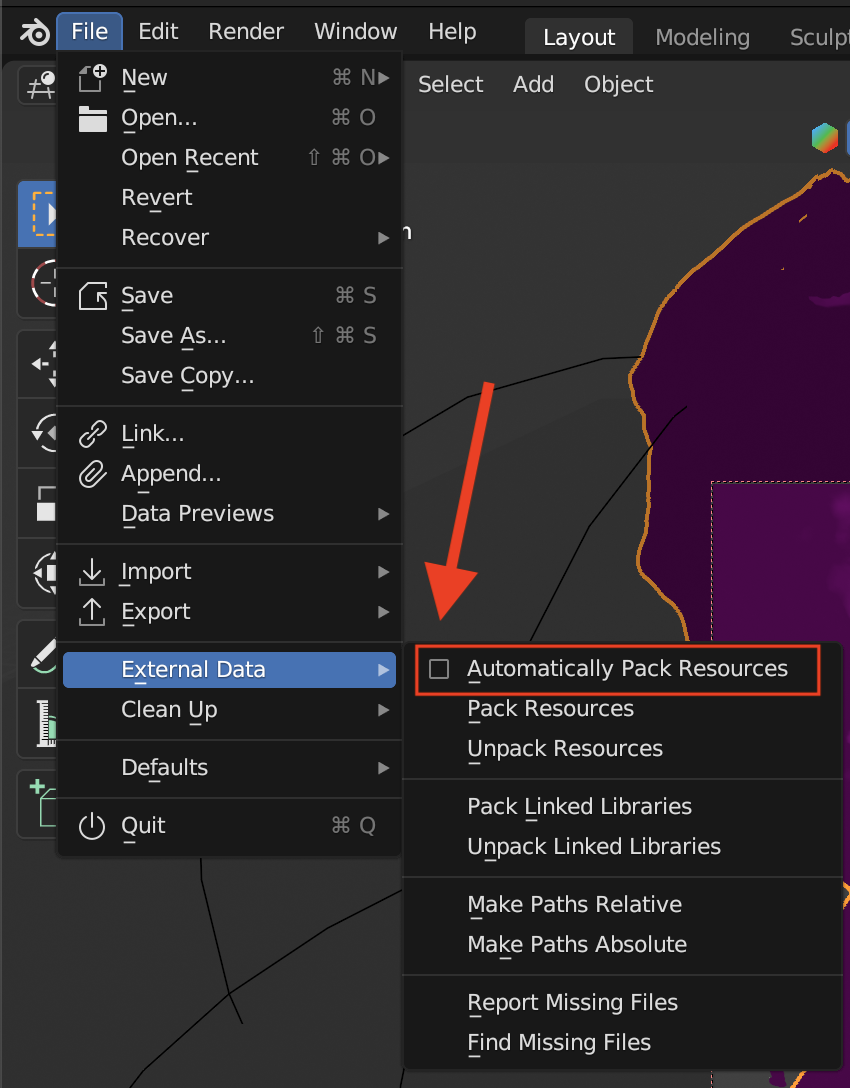 File Edit Render Window Help Layout Modeling
Select Add Object
New ⌘ N
Open... ⌘ O
Open Recent ⇧ ⌘ O
Revert
Recover
Save ⌘ S
Save As... ⇧ ⌘ S
Save Copy...
Link...
Append...
Data Previews
Import
Export
External Data
Clean Up
Defaults
Quit ⌘ Q
Automatically Pack Resources
Pack Resources
Unpack Resources
Pack Linked Libraries
Unpack Linked Libraries
Make Paths Relative
Make Paths Absolute
Report Missing Files
Find Missing Files